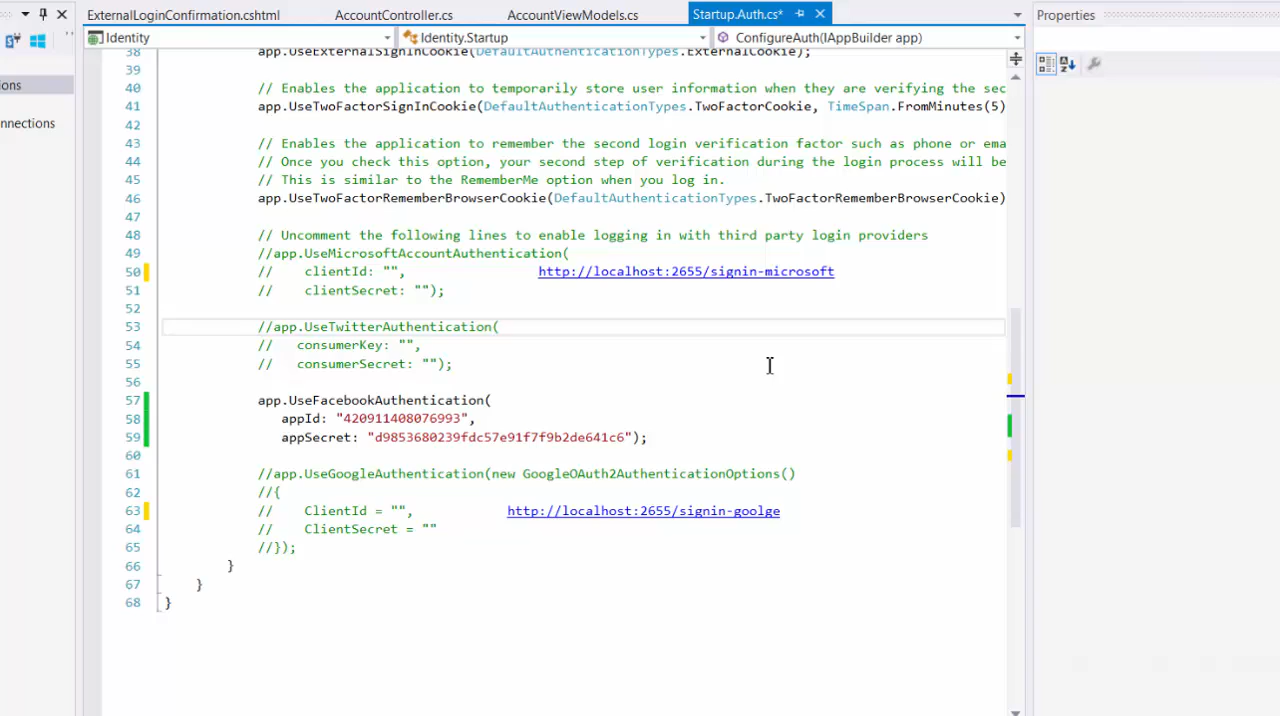 ExternalLoginConfirmation.cshtml AccountController.cs AccountViewModels.cs Startup.Auth.cs* Properties
Identity Identity.Startup ConfigureAuth(IAppBuilder app)
ions
nnections
38 app.UseExternalSignInCookie(DefaultAuthenticationTypes.ExternalCookie);
39
40 // Enables the application to temporarily store user information when they are verifying the sec
41 app.UseTwoFactorSignInCookie(DefaultAuthenticationTypes.TwoFactorCookie, TimeSpan.FromMinutes(5)
42
43 // Enables the application to remember the second login verification factor such as phone or ema
44 // Once you check this option, your second step of verification during the login process will be
45 // This is similar to the RememberMe option when you log in.
46 app.UseTwoFactorRememberBrowserCookie(DefaultAuthenticationTypes.TwoFactorRememberBrowserCookie)
47
48 // Uncomment the following lines to enable logging in with third party login providers
49 //app.UseMicrosoftAccountAuthentication(
50 // clientId: "", http://localhost:2655/signin-microsoft
51 // clientSecret: "");
52
53 //app.UseTwitterAuthentication(
54 // consumerKey: "",
55 // consumerSecret: "");
56
57 app.UseFacebookAuthentication(
58 appId: "420911408076993",
59 appSecret: "d9853680239fdc57e91f7f9b2de641c6");
60
61 //app.UseGoogleAuthentication(new GoogleOAuth2AuthenticationOptions()
62 //{
63 // ClientId = "", http://localhost:2655/signin-goolge
64 // ClientSecret = ""
65 //});
66 }
67 }
68 }